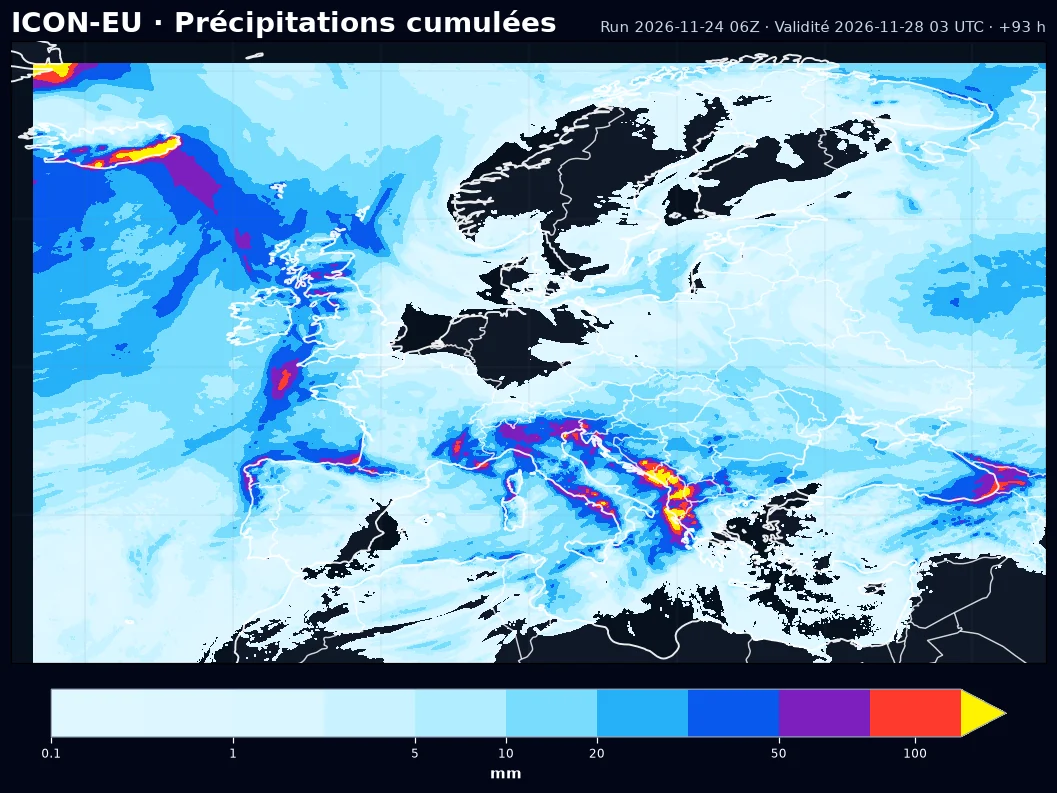 ICON-EU · Précipitations cumulées
Run 2026-11-24 06Z · Validité 2026-11-28 03 UTC · +93 h
0.1 1 5 10 20 50 100
mm